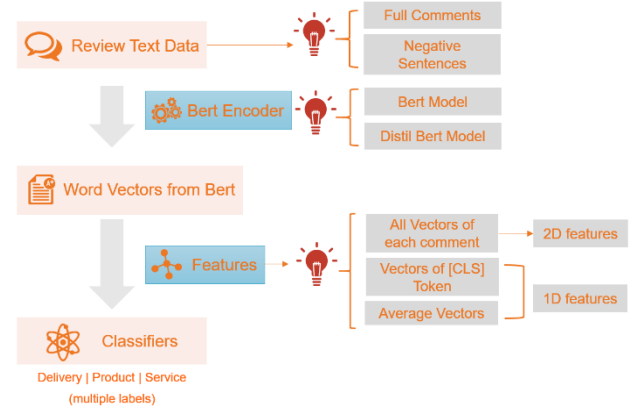 Review Text Data
Full Comments
Negative
Sentences
Bert Encoder
Bert Model
Distil Bert Model
Word Vectors from Bert
Features
All Vectors of
each comment
2D features
Vectors of [CLS]
Token
Average Vectors
1D features
Classifiers
Delivery | Product | Service
(multiple labels)